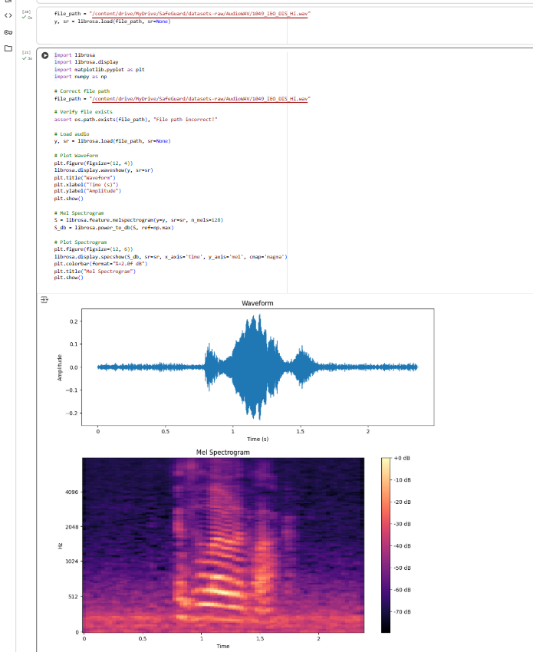 file_path = "/content/drive/MyDrive/SafeGuard/datasets-raw/AudioWAV/1049_IEO_DIS_HI.wav"
y, sr = librosa.load(file_path, sr=None)
import librosa
import librosa.display
import matplotlib.pyplot as plt
import numpy as np
# Correct file path
file_path = "/content/drive/MyDrive/SafeGuard/datasets-raw/AudioWAV/1049_IEO_DIS_HI.wav"
# Verify file exists
assert os.path.exists(file_path), "File path incorrect!"
# Load audio
y, sr = librosa.load(file_path, sr=None)
# Plot Waveform
plt.figure(figsize=(12, 4))
librosa.display.waveshow(y, sr=sr)
plt.title("Waveform")
plt.xlabel("Time (s)")
plt.ylabel("Amplitude")
plt.show()
# Mel Spectrogram
S = librosa.feature.melspectrogram(y=y, sr=sr, n_mels=128)
S_db = librosa.power_to_db(S, ref=np.max)
# Plot Spectrogram
plt.figure(figsize=(12, 8))
librosa.display.specshow(S_db, sr=sr, x_axis='time', y_axis='mel', cmap='magma')
plt.colorbar(format="%+2.0f dB")
plt.title("Mel Spectrogram")
plt.show()
Waveform
0.2
0.1
0.0
−0.1
−0.2
Amplitude
0
0.5
1
1.5
2
Time (s)
Mel Spectrogram
4096
2048
1024
512
0
Hz
0
0.5
1
1.5
2
Time
+0 dB
-10 dB
-20 dB
-30 dB
-40 dB
-50 dB
-60 dB
-70 dB